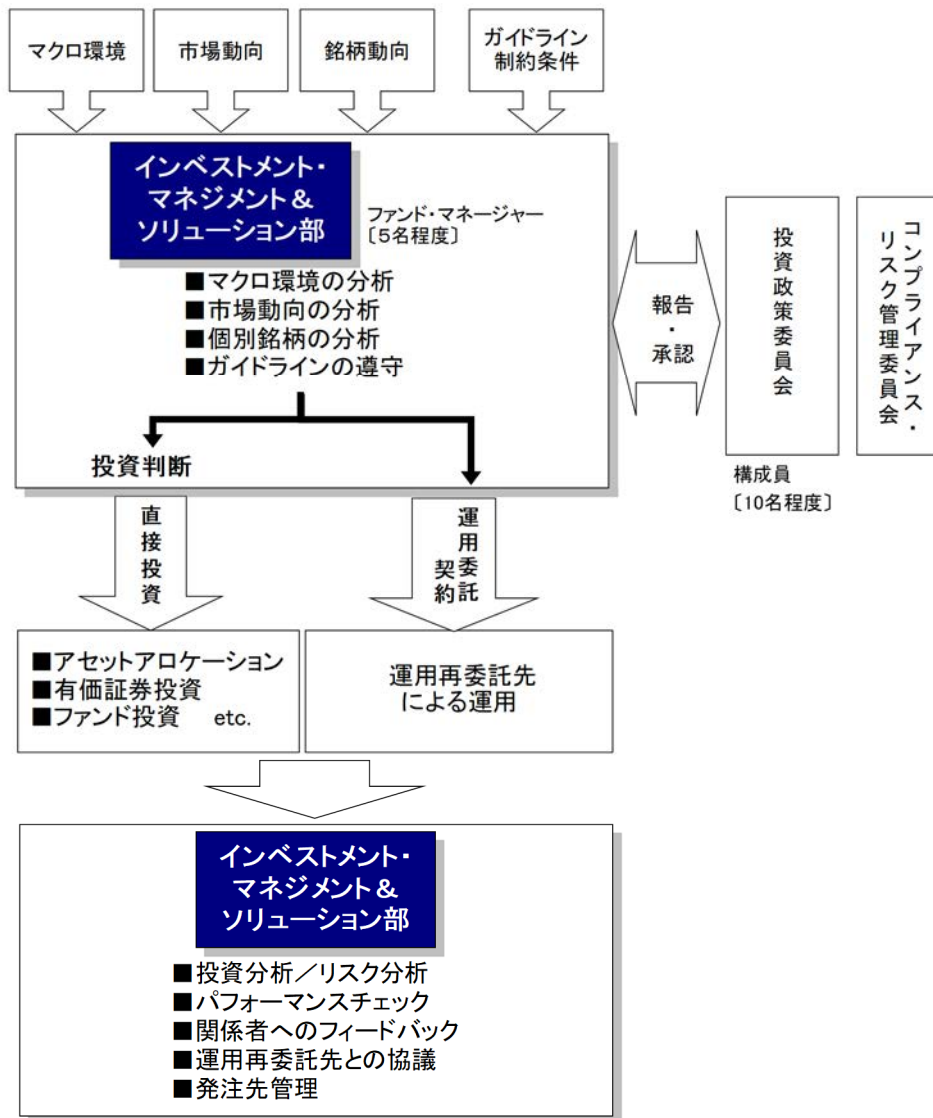 マクロ環境
市場動向
銘柄動向
ガイドライン
制約条件
インベストメント・
マネジメント＆
ソリューション部
ファンド・マネージャー
〔5名程度〕
■マクロ環境の分析
■市場動向の分析
■個別銘柄の分析
■ガイドラインの遵守
投資判断
報告
・
承認
投資政策委員会
コンプライアンス・
リスク管理委員会
構成員
〔10名程度〕
直接投資
運用委託
契約
■アセットアロケーション
■有価証券投資
■ファンド投資 etc.
運用再委託先
による運用
インベストメント・
マネジメント＆
ソリューション部
■投資分析／リスク分析
■パフォーマンスチェック
■関係者へのフィードバック
■運用再委託先との協議
■発注先管理